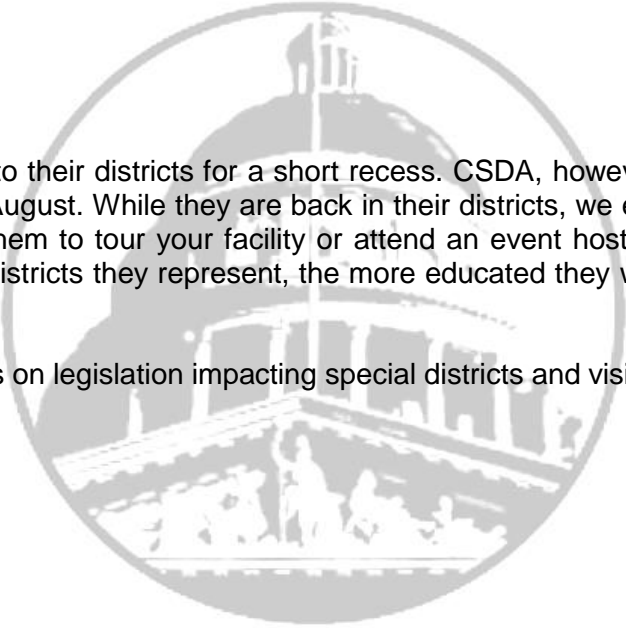 to their districts for a short recess. CSDA, howev
August. While they are back in their districts, we e
hem to tour your facility or attend an event host
istricts they represent, the more educated they w
s on legislation impacting special districts and visi